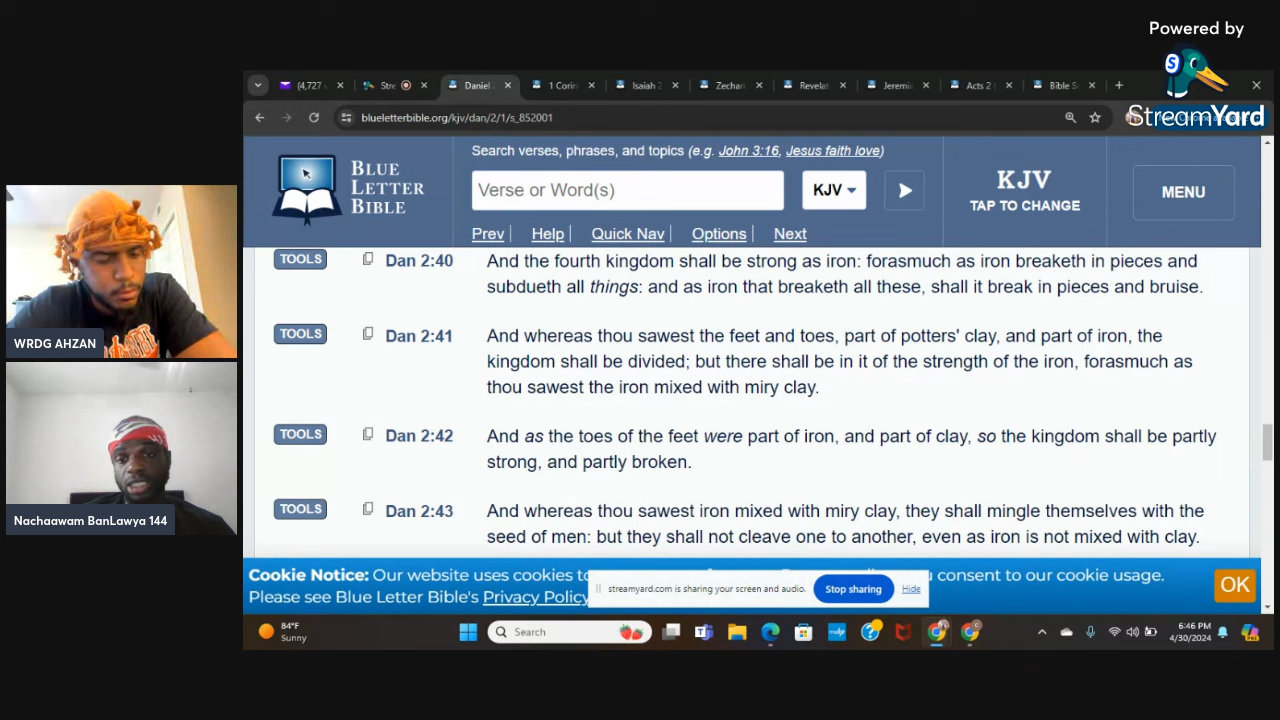 Powered by
StreamYard
(4,727
Stre
Daniel
1 Corin
Isaiah 2
Zechari
Revelat
Jeremi
Acts 2
Bible S
blueletterbible.org/kjv/dan/2/1/s_852001
BLUE
LETTER
BIBLE
Search verses, phrases, and topics (e.g. John 3:16, Jesus faith love)
Verse or Word(s)
KJV
KJV
TAP TO CHANGE
MENU
Prev
Help
Quick Nav
Options
Next
TOOLS
Dan 2:40
And the fourth kingdom shall be strong as iron: forasmuch as iron breaketh in pieces and
subdueth all things: and as iron that breaketh all these, shall it break in pieces and bruise.
TOOLS
Dan 2:41
And whereas thou sawest the feet and toes, part of potters' clay, and part of iron, the
kingdom shall be divided; but there shall be in it of the strength of the iron, forasmuch as
thou sawest the iron mixed with miry clay.
TOOLS
Dan 2:42
And as the toes of the feet were part of iron, and part of clay, so the kingdom shall be partly
strong, and partly broken.
TOOLS
Dan 2:43
And whereas thou sawest iron mixed with miry clay, they shall mingle themselves with the
seed of men: but they shall not cleave one to another, even as iron is not mixed with clay.
Cookie Notice: Our website uses cookies to consent to our cookie usage.
Please see Blue Letter Bible's Privacy Policy
OK
streamyard.com is sharing your screen and audio.
Stop sharing
Hide
84°F
Sunny
Search
6:46 PM
4/30/2024
WRDG AHZAN
Nachaawam BanLawya 144